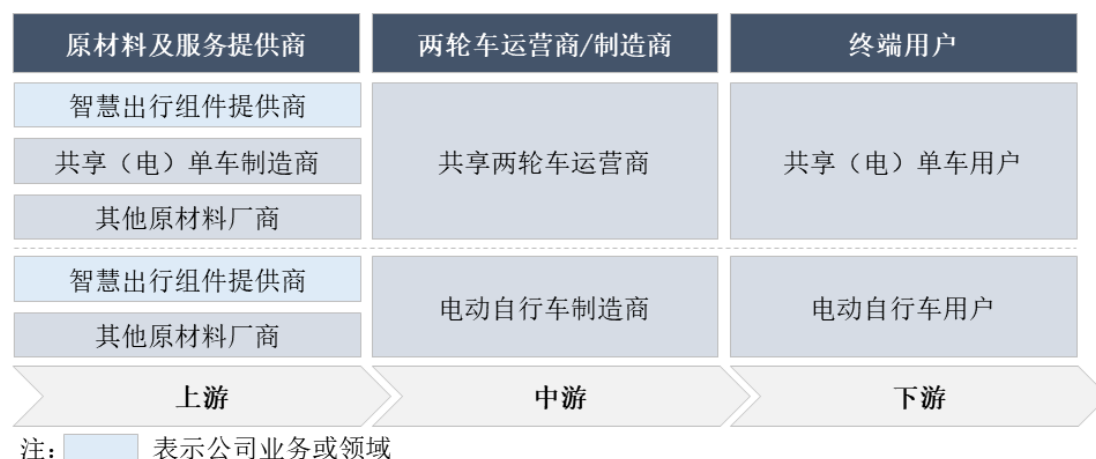 原材料及服务提供商 两轮车运营商/制造商 终端用户
智慧出行组件提供商
共享（电）单车制造商 共享两轮车运营商 共享（电）单车用户
其他原材料厂商
智慧出行组件提供商
电动自行车制造商 电动自行车用户
其他原材料厂商
上游 中游 下游
注： 表示公司业务或领域